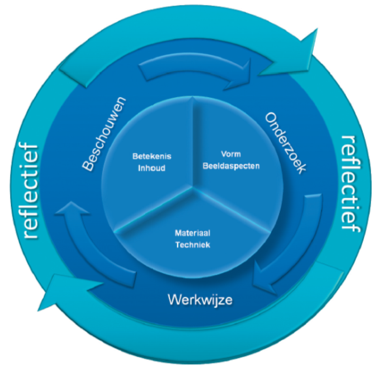 Beschouwen
Onderzoek
Betekenis
Inhoud
Vorm
Beeldaspecten
reflectief
reflectief
Materiaal
Techniek
Werkwijze